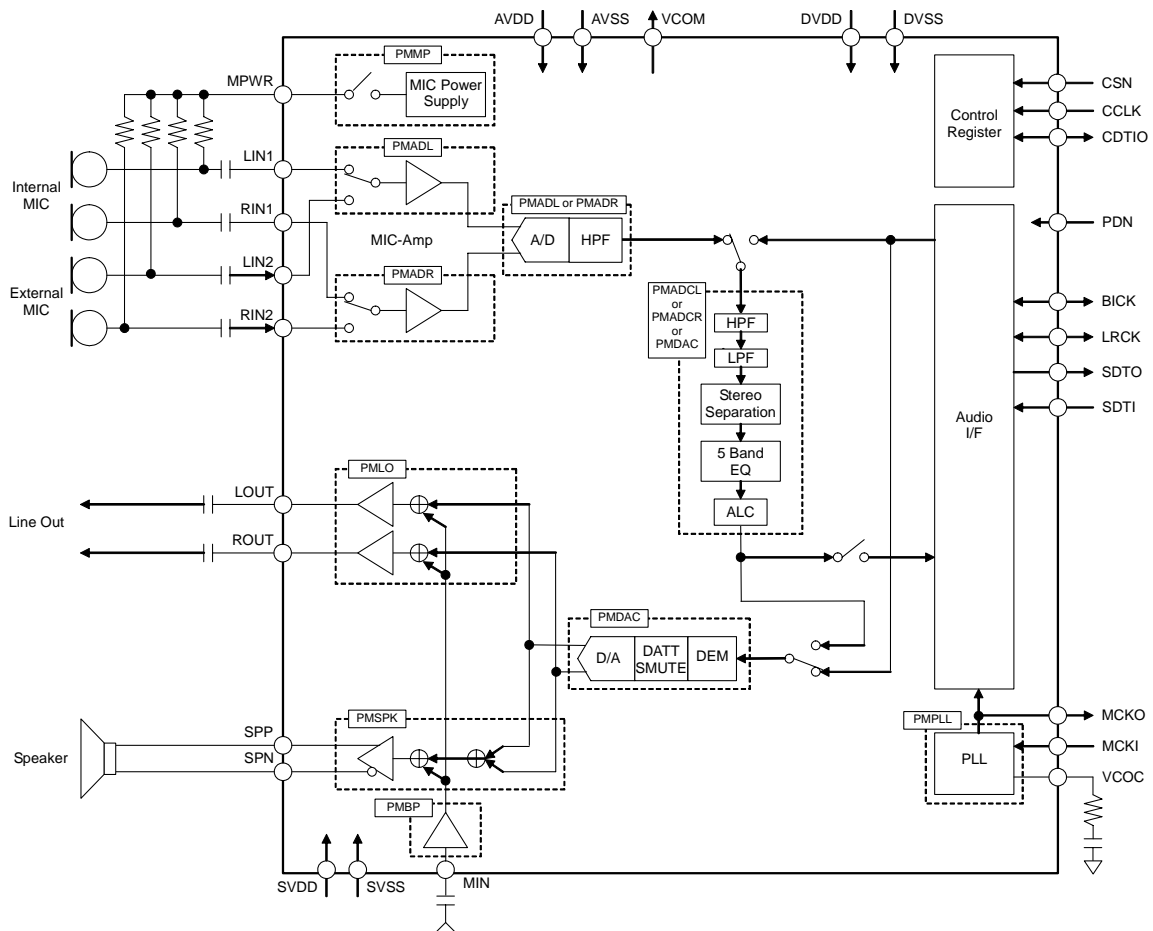 AVDD
AVSS
VCOM
DVDD
DVSS
PMMP
MPWR
MIC Power
Supply
CSN
CCLK
CDTIO
Control
Register
LIN1
PMADL
Internal
MIC
RIN1
PMADL or PMADR
PDN
MIC-Amp
A/D
HPF
LIN2
External
MIC
PMADR
RIN2
PMADCL
or
PMADCR
or
PMDAC
HPF
LPF
Stereo
Separation
5 Band
EQ
ALC
BICK
LRCK
SDTO
SDTI
Audio
I/F
PMLO
LOUT
Line Out
ROUT
PMDAC
D/A
DATT
SMUTE
DEM
PMSPK
SPP
Speaker
SPN
PMPLL
PLL
MCKO
MCKI
VCOC
PMBP
SVDD
SVSS
MIN